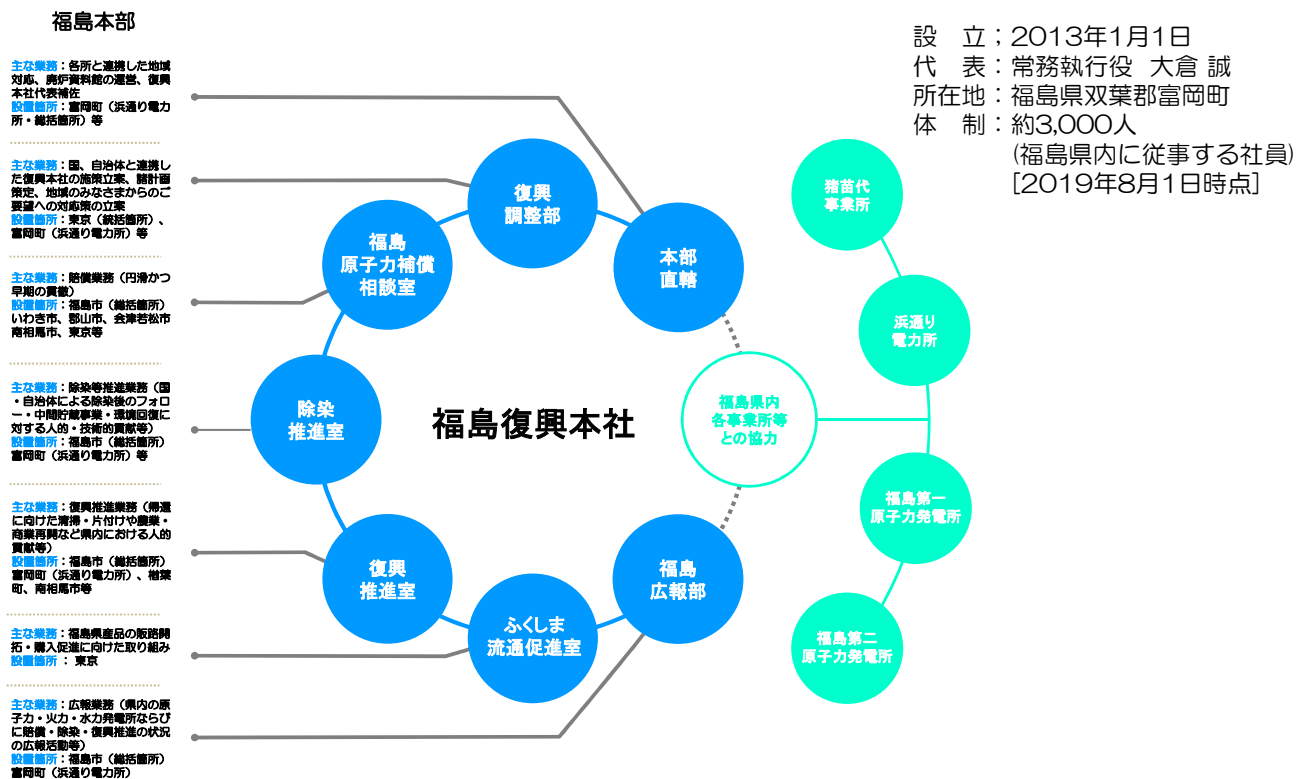 福島本部
主な業務：各所と連携した地域
対応、廃炉資料館の運営、復興
本社代表補佐
設置箇所：富岡町（浜通り電力
所・総括箇所）等
主な業務：国、自治体と連携し
た復興本社の施策立案、諸計画
策定、地域のみなさまからのご
要望への対応策の立案
設置箇所：東京（統括箇所）、
富岡町（浜通り電力所）等
主な業務：賠償業務（円滑かつ
早期の貫徹）
設置箇所：福島市（総括箇所）
いわき市、郡山市、会津若松市
南相馬市、東京等
主な業務：除染等推進業務（国
・自治体による除染後のフォロ
ー・中間貯蔵事業・環境回復に
対する人的・技術的貢献等）
設置箇所：福島市（総括箇所）
富岡町（浜通り電力所）等
主な業務：復興推進業務（帰還
に向けた清掃・片付けや農業・
商業再開など県内における人的
貢献等）
設置箇所：福島市（総括箇所）
富岡町（浜通り電力所）、楢葉
町、南相馬市等
主な業務：福島県産品の販路開
拓・購入促進に向けた取り組み
設置箇所 ： 東京
主な業務：広報業務（県内の原
子力・火力・水力発電所ならび
に賠償・除染・復興推進の状況
の広報活動等）
設置箇所：福島市（総括箇所）
富岡町（浜通り電力所）
復興
調整部
福島
原子力補償
相談室
本部
直轄
除染
推進室
福島復興本社
福島県内
各事業所等
との協力
復興
推進室
ふくしま
流通促進室
福島
広報部
猪苗代
事業所
浜通り
電力所
福島第一
原子力発電所
福島第二
原子力発電所
設　立；2013年1月1日
代　表：常務執行役 大倉 誠
所在地：福島県双葉郡富岡町
体　制：約3,000人
(福島県内に従事する社員)
[2019年8月1日時点]